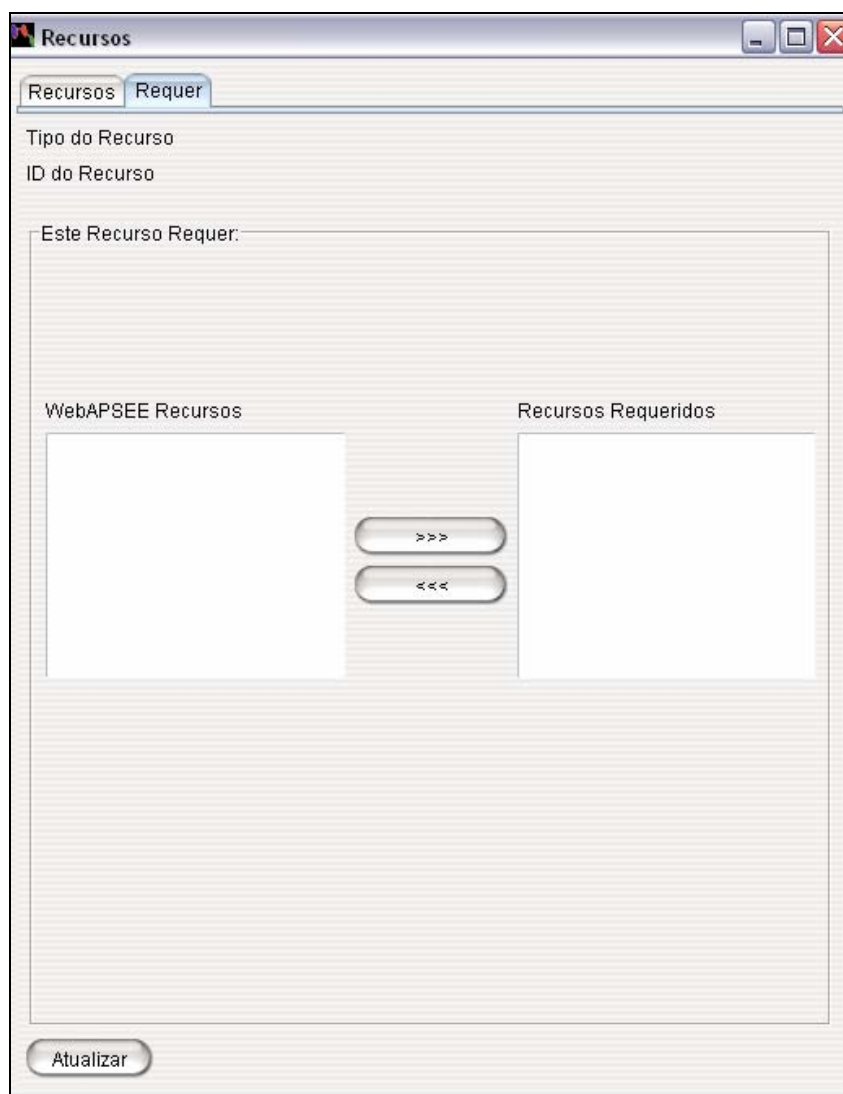 Recursos
Recursos Requer
Tipo do Recurso
ID do Recurso
Este Recurso Requer:
WebAPSEE Recursos Recursos Requeridos
>>>
<<<
Atualizar